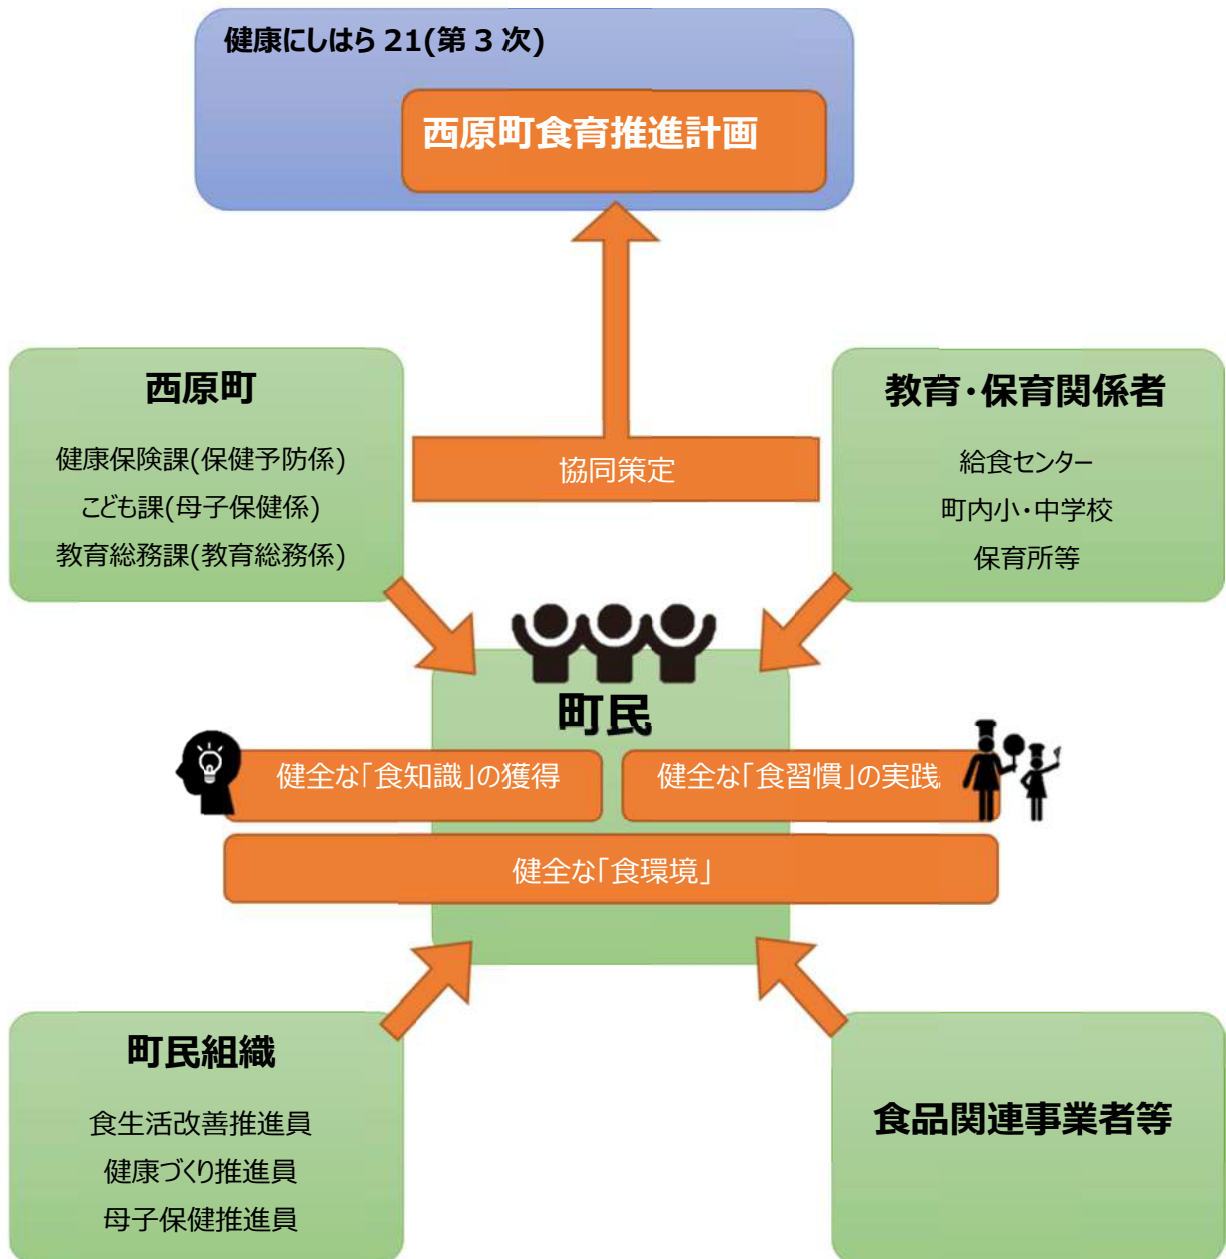 健康にしはら 21(第 3 次)
西原町食育推進計画
西原町
健康保険課(保健予防係)
こども課(母子保健係)
教育総務課(教育総務係)
協同策定
教育・保育関係者
給食センター
町内小・中学校
保育所等
町民
健全な「食知識」の獲得
健全な「食習慣」の実践
健全な「食環境」
町民組織
食生活改善推進員
健康づくり推進員
母子保健推進員
食品関連事業者等